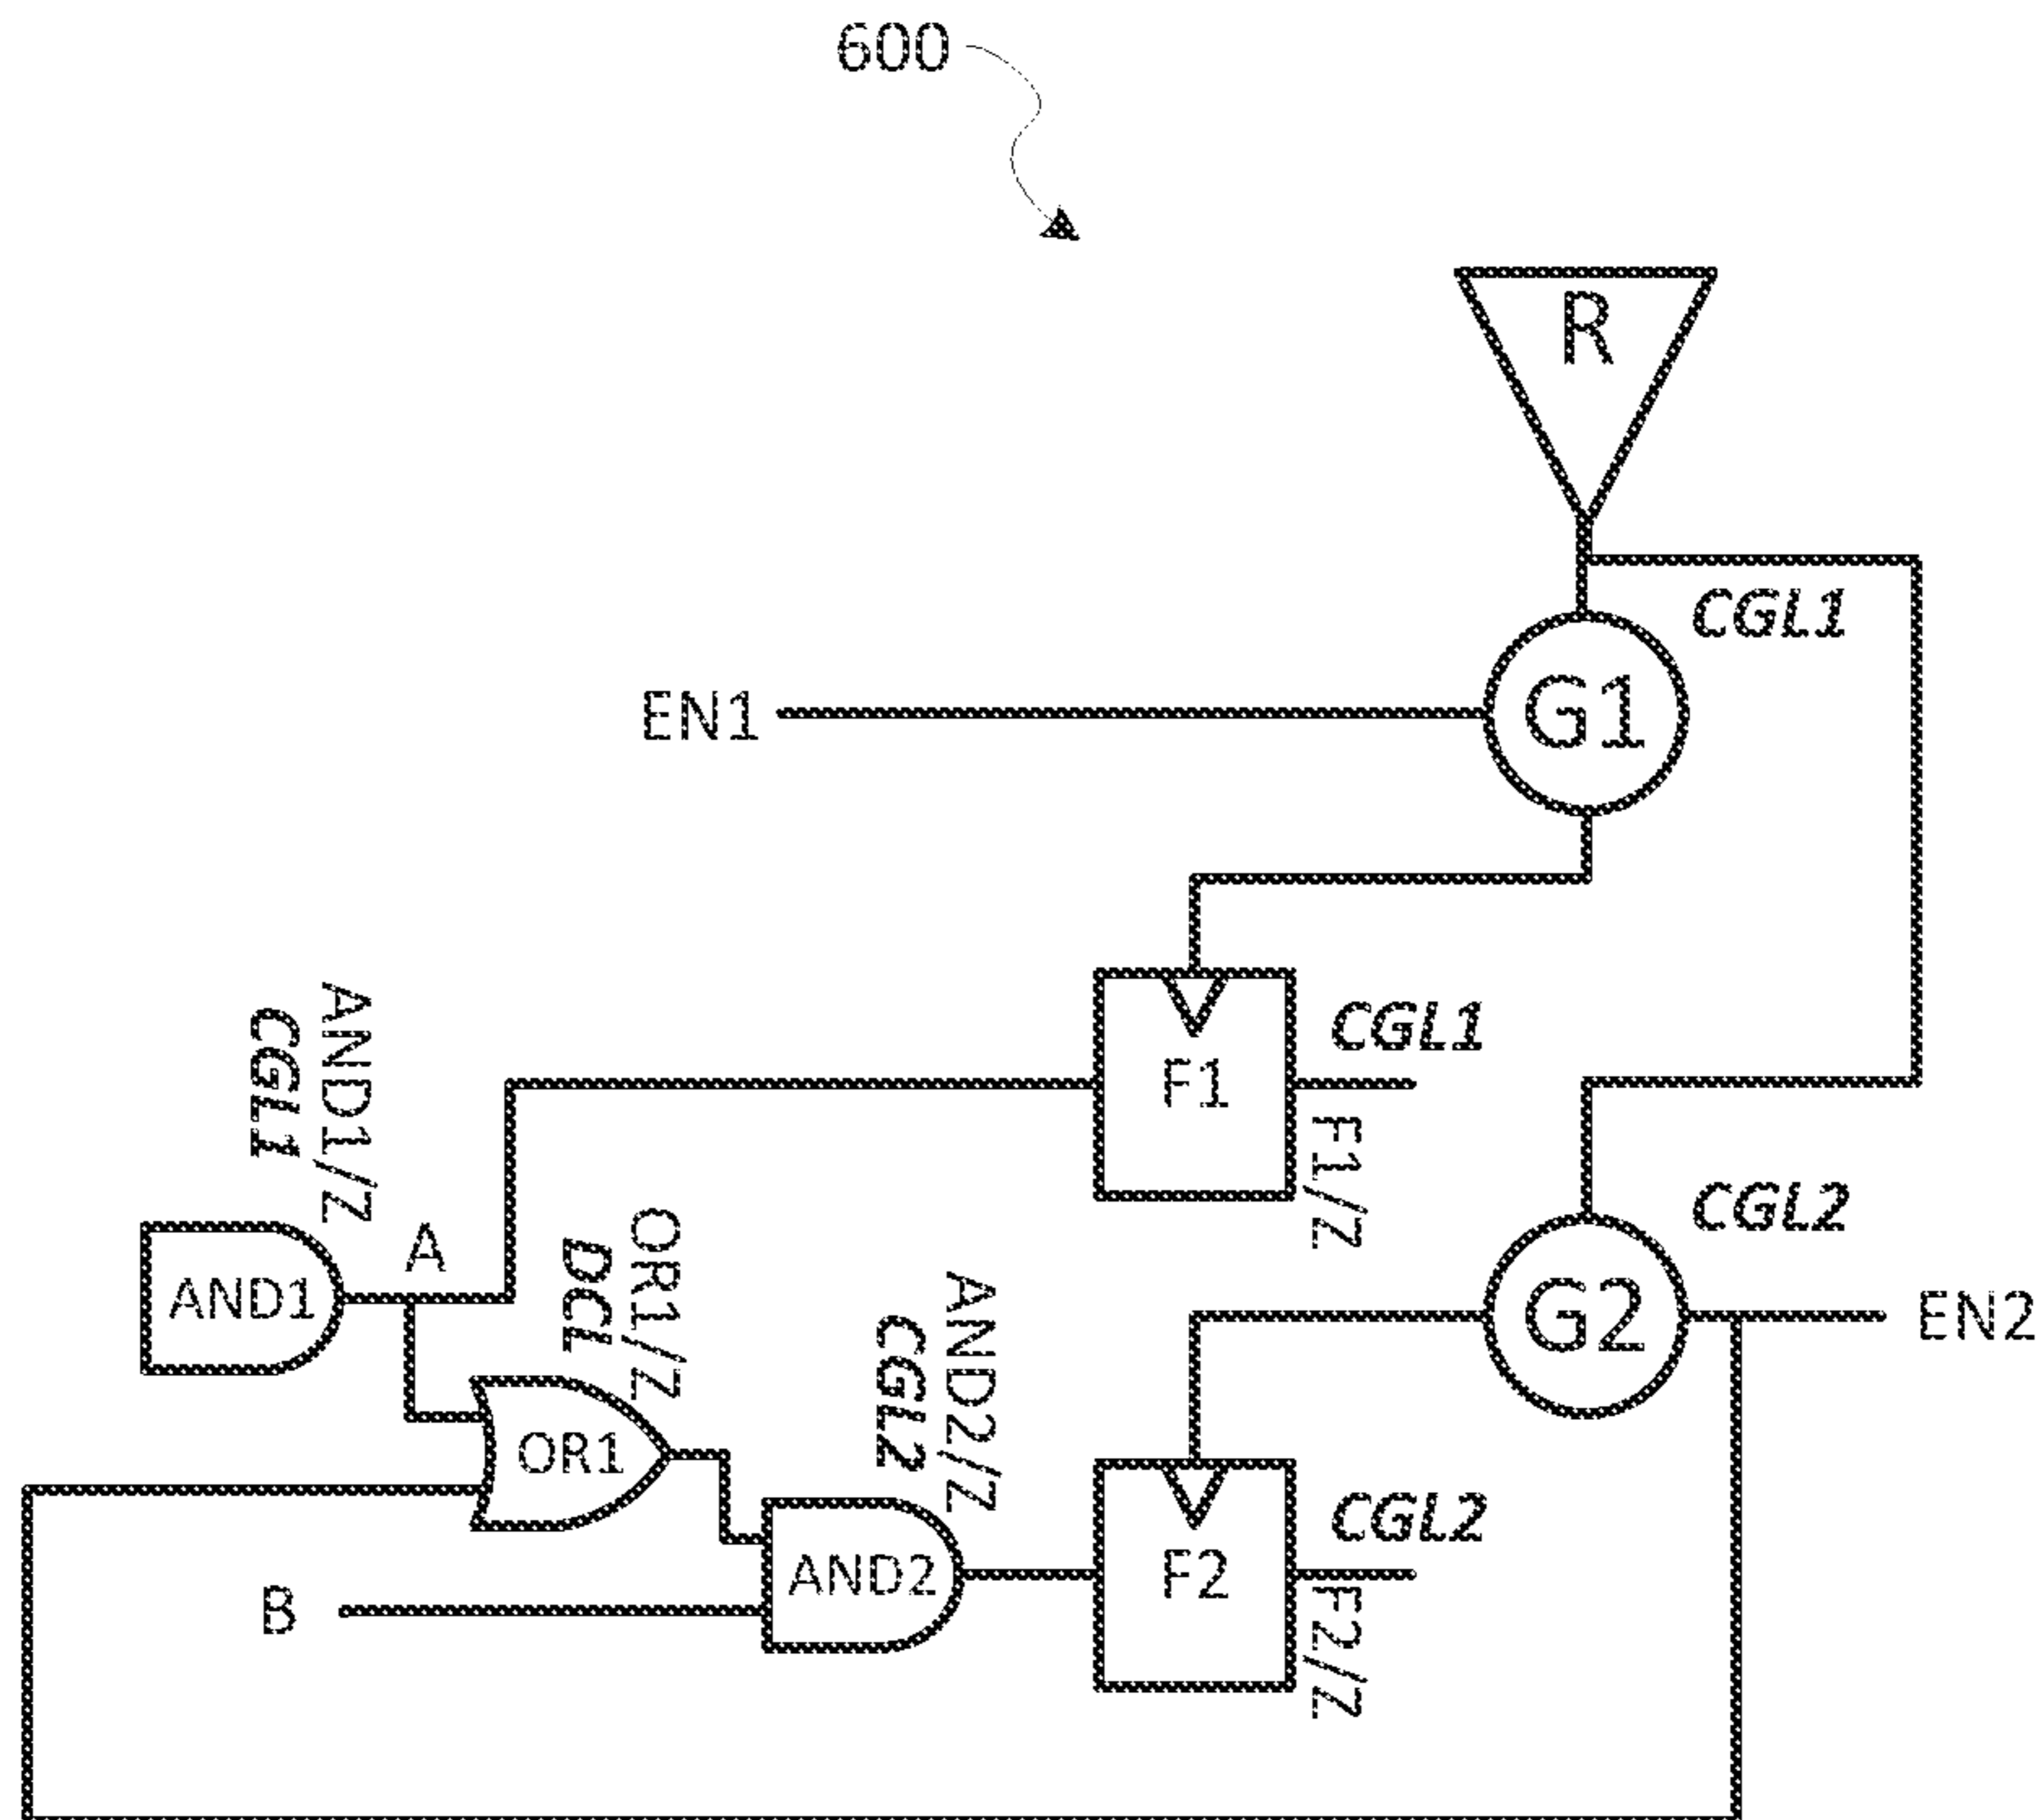 600
R
CGL1
EN1
G1
CGL1
F1
F1/Z
AND1/Z
CGL1
A
AND1
OR1/Z
DCL
OR1
AND2/Z
CGL2
CGL2
G2
EN2
CGL2
AND2
F2
F2/Z
B